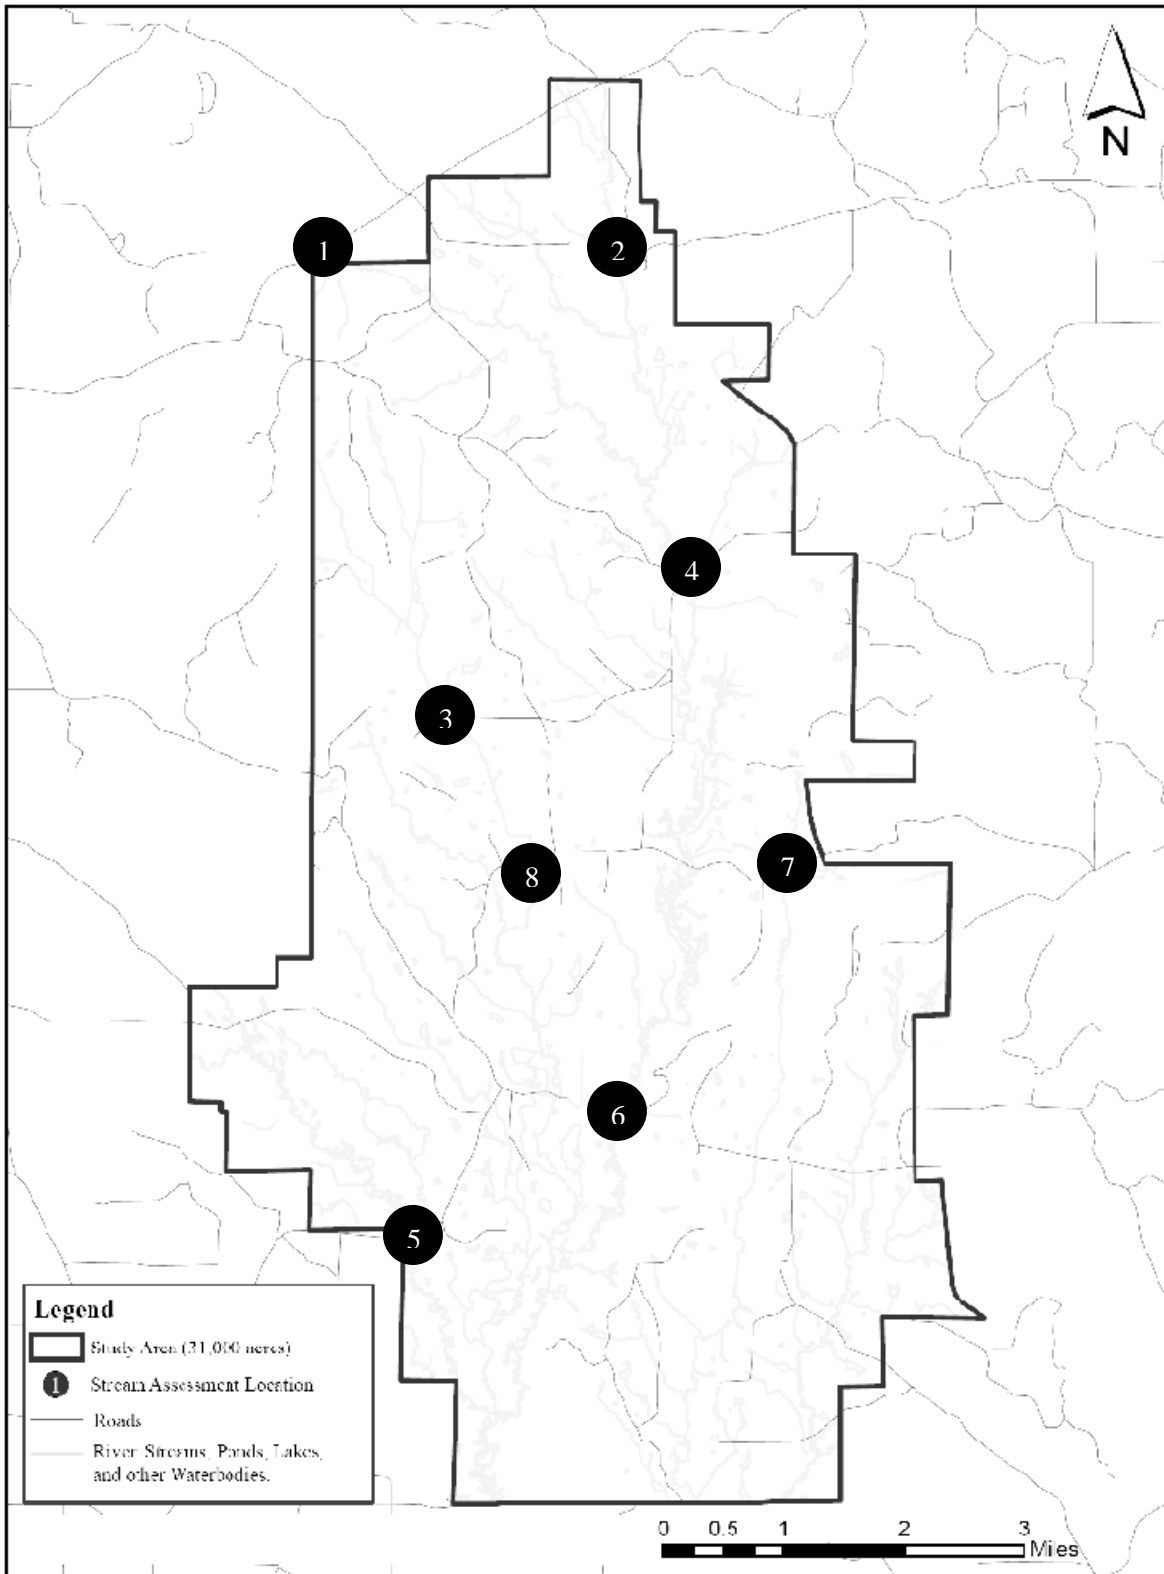 N
1
2
4
3
8
7
6
5
Legend
Study Area (31,000 acres)
1 Stream Assessment Location
Roads
River, Streams, Ponds, Lakes,
and other Waterbodies.
0 0.5 1 2 3
Miles